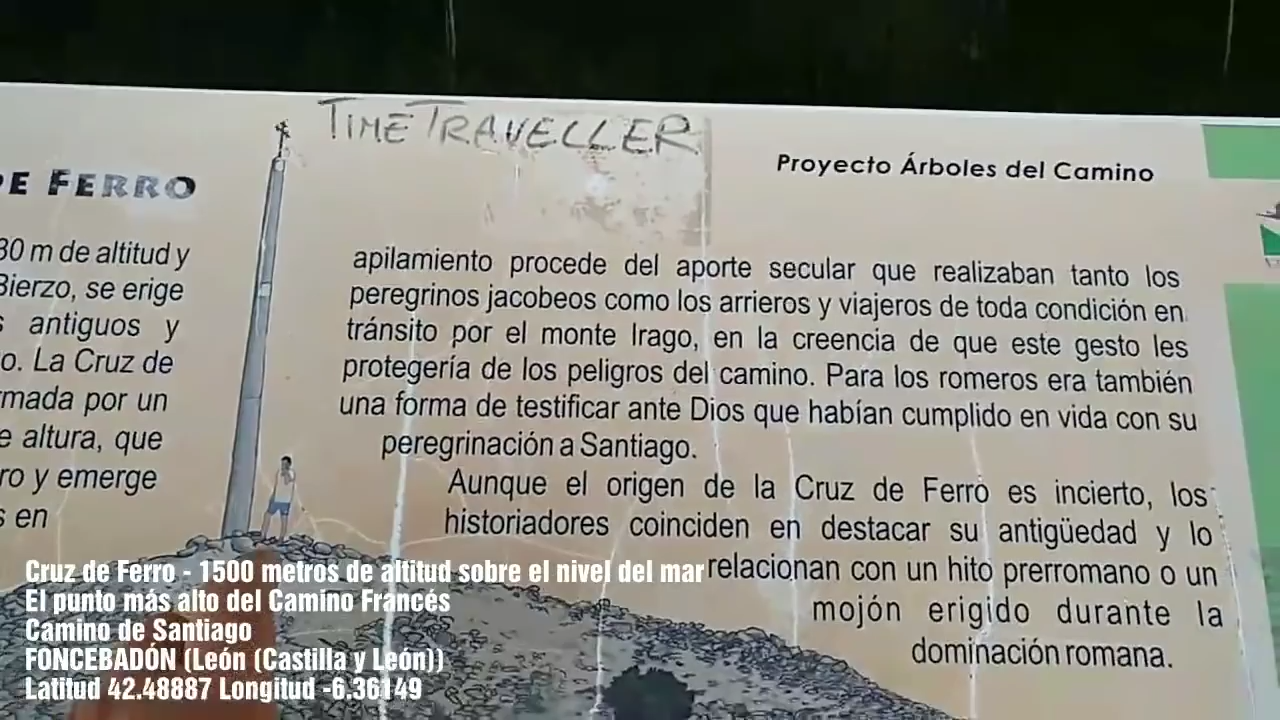 TIME TRAVELLER
Proyecto Árboles del Camino
DE FERRO
30 m de altitud y
Bierzo, se erige
antiguos y
o. La Cruz de
rmada por un
e altura, que
ro y emerge
s en
apilamiento procede del aporte secular que realizaban tanto los
peregrinos jacobeos como los arrieros y viajeros de toda condición en
tránsito por el monte Irago, en la creencia de que este gesto les
protegería de los peligros del camino. Para los romeros era también
una forma de testificar ante Dios que habían cumplido en vida con su
peregrinación a Santiago.
Aunque el origen de la Cruz de Ferro es incierto, los
historiadores coinciden en destacar su antigüedad y lo
relacionan con un hito prerromano o un
mojón erigido durante la
dominación romana.
Cruz de Ferro - 1500 metros de altitud sobre el nivel del mar
El punto más alto del Camino Francés
Camino de Santiago
FONCEBADÓN (León (Castilla y León))
Latitud 42.48887 Longitud -6.36149